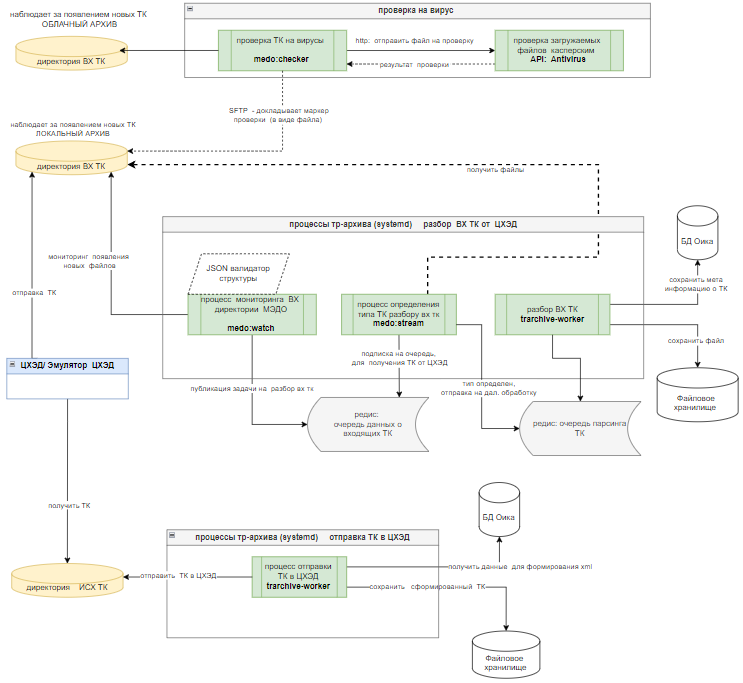 наблюдает за появлением новых ТК
ОБЛАЧНЫЙ АРХИВ
директория ВХ ТК
проверка на вирус
проверка ТК на вирусы
medo:checker
http: отправить файл на проверку
результат проверки
проверка загружаемых
файлов касперским
API: Antivirus
SFTP - докладывает маркер
проверки (в виде файла)
наблюдает за появлением новых ТК
ЛОКАЛЬНЫЙ АРХИВ
директория ВХ ТК
получить файлы
процессы тр-архива (systemd) разбор ВХ ТК от ЦХЭД
JSON валидатор
структуры
процесс мониторинга ВХ
директории МЭДО
medo:watch
процесс определения
типа ТК разбору вх тк
medo:stream
разбор ВХ ТК
trarchive-worker
БД Оика
сохранить мета
информацию о ТК
сохранить файл
Файловое
хранилище
мониторинг появления
новых файлов
отправка ТК
ЦХЭД/ Эмулятор ЦХЭД
публикация задачи на разбор вх тк
подписка на очередь,
для получения ТК от ЦХЭД
тип определен,
отправка на дал. обработку
редис:
очередь данных о
входящих ТК
редис: очередь парсинга
ТК
получить ТК
директория ИСХ ТК
процессы тр-архива (systemd) отправка ТК в ЦХЭД
отправить ТК в ЦХЭД
процесс отправки
ТК в ЦХЭД
trarchive-worker
БД Оика
получить данные для формирования xml
сохранить сформированный ТК
Файловое
хранилище